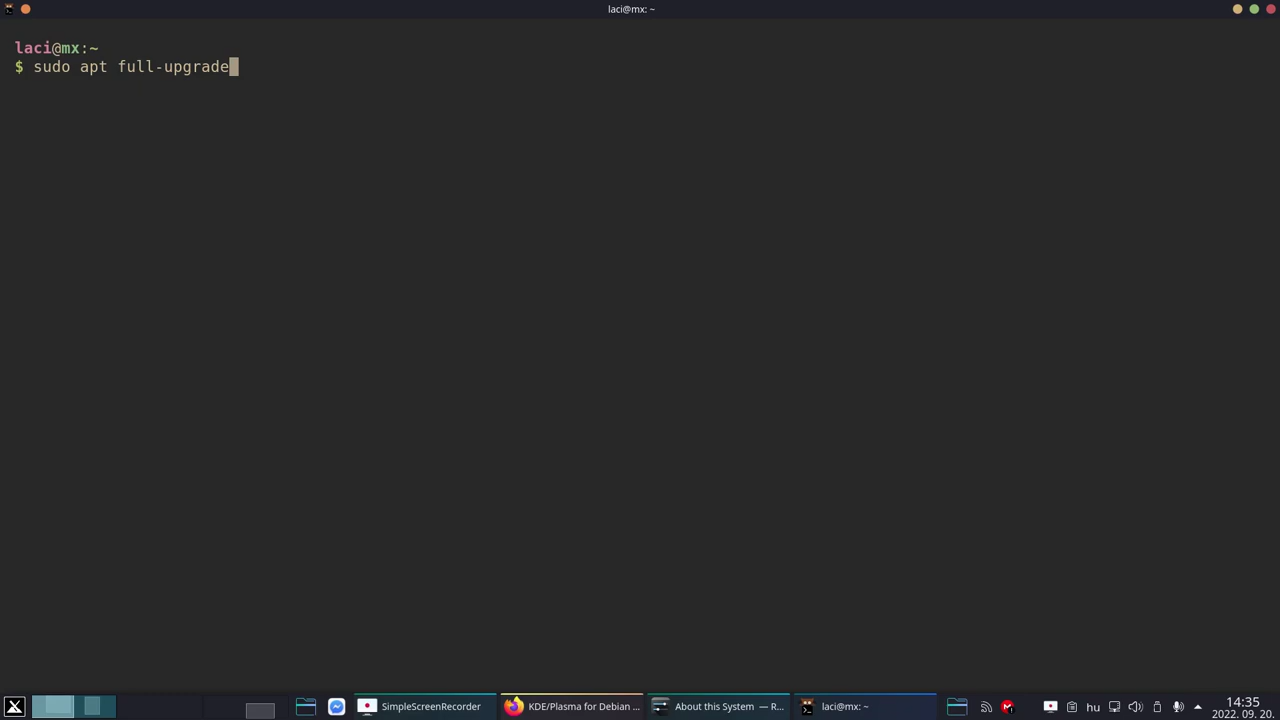 laci@mx: ~
laci@mx:~
$ sudo apt full-upgrade
SimpleScreenRecorder
KDE/Plasma for Debian ...
About this System — R...
laci@mx: ~
hu
14:35
2022. 09. 20.